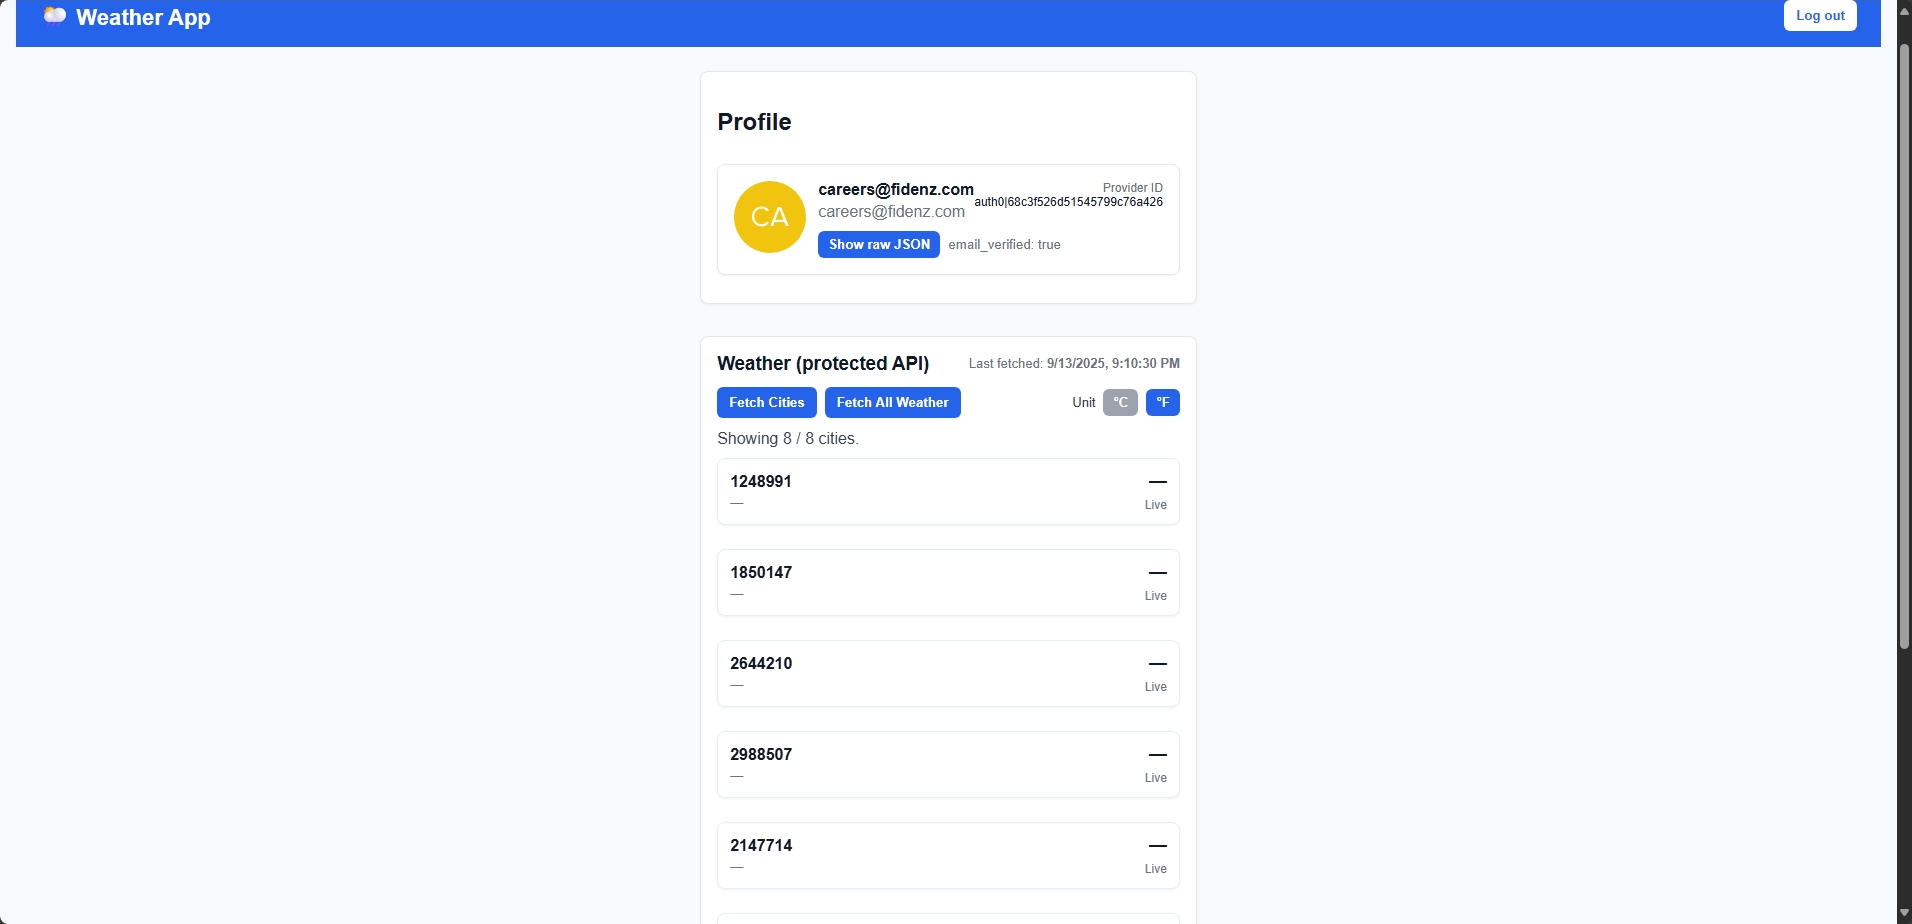 Weather App
Log out
Profile
CA
careers@fidenz.com
careers@fidenz.com
Provider ID
auth0|68c3f526d51545799c76a426
Show raw JSON
email_verified: true
Weather (protected API)
Last fetched: 9/13/2025, 9:10:30 PM
Fetch Cities
Fetch All Weather
Unit
°C
°F
Showing 8 / 8 cities.
1248991
—
—
Live
1850147
—
—
Live
2644210
—
—
Live
2988507
—
—
Live
2147714
—
—
Live